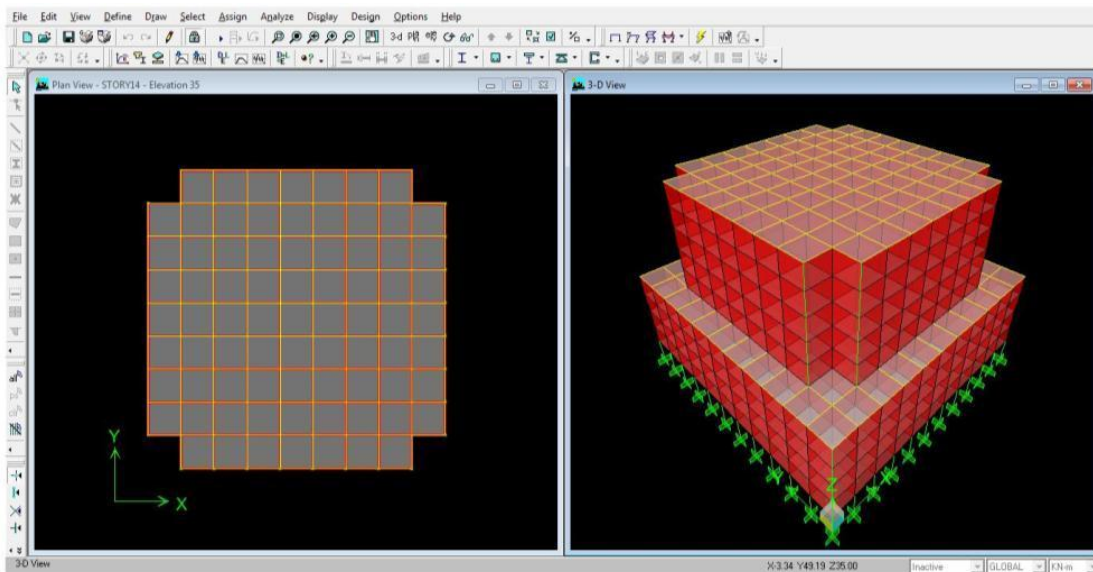 File Edit View Define Draw Select Assign Analyze Display Design Options Help
3-d
Plan View - STORY14 - Elevation 35
3-D View
Y
X
Z
3-D View
X-3.34 Y49.19 Z35.00
Inactive
GLOBAL
KN-m